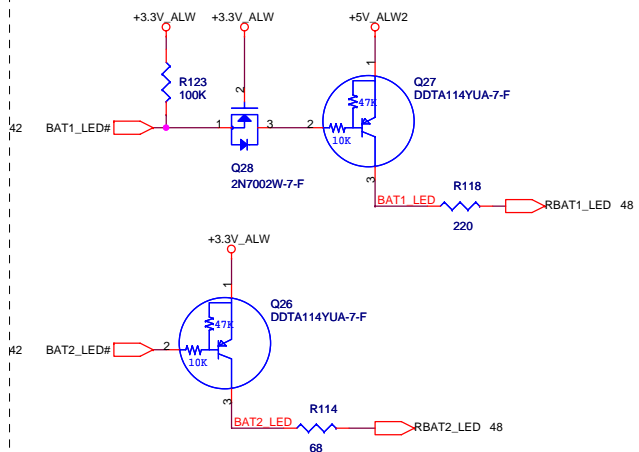 +3.3V_ALW
+3.3V_ALW
+5V_ALW2
R123
100K
2
1
Q27
DDTA114YUA-7-F
47K
10K
42 BAT1_LED#
1
3
2
Q28
2N7002W-7-F
3
BAT1_LED
R118
220
RBAT1_LED 48
+3.3V_ALW
1
Q26
DDTA114YUA-7-F
47K
10K
42 BAT2_LED#
2
3
BAT2_LED
R114
68
RBAT2_LED 48